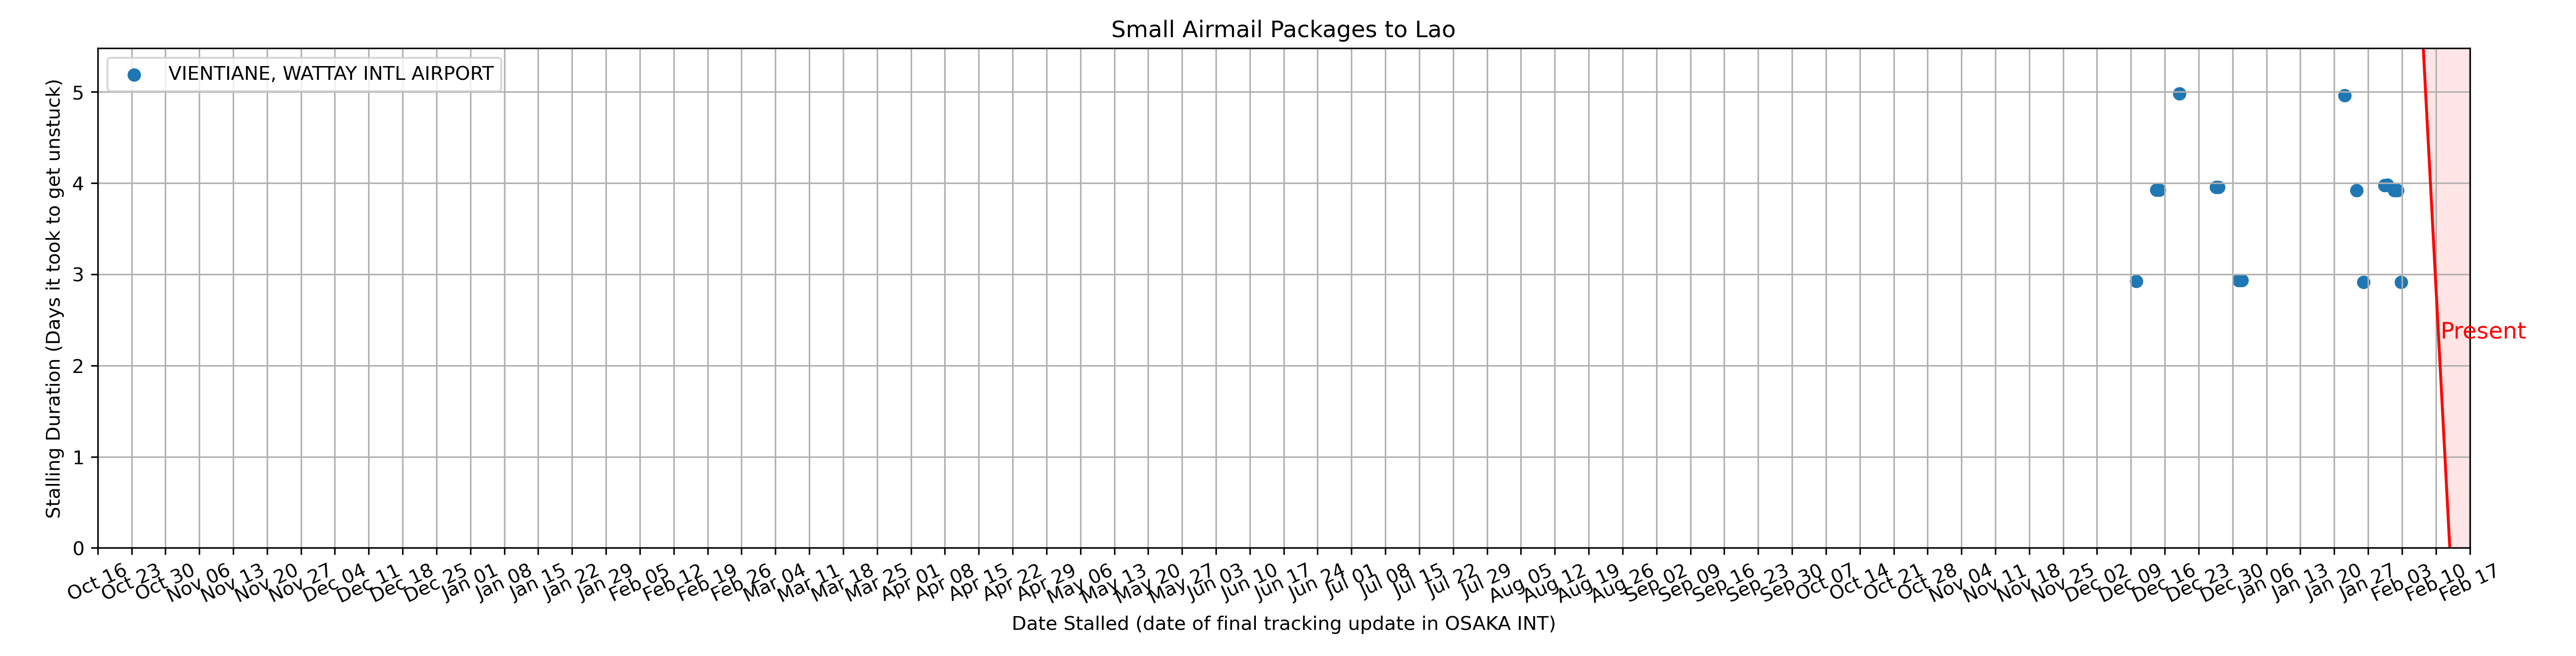 Small Airmail Packages to Lao
VIENTIANE, WATTAY INTL AIRPORT
Stalling Duration (Days it took to get unstuck)
5
4
3
2
1
0
Present
Oct 16 Oct 23 Oct 30 Nov 06 Nov 13 Nov 20 Nov 27 Dec 04 Dec 11 Dec 18 Dec 25 Jan 01 Jan 08 Jan 15 Jan 22 Jan 29 Feb 05 Feb 12 Feb 19 Feb 26 Mar 04 Mar 11 Mar 18 Mar 25 Apr 01 Apr 08 Apr 15 Apr 22 Apr 29 May 06 May 13 May 20 May 27 Jun 03 Jun 10 Jun 17 Jun 24 Jul 01 Jul 08 Jul 15 Jul 22 Jul 29 Aug 05 Aug 12 Aug 19 Aug 26 Sep 02 Sep 09 Sep 16 Sep 23 Sep 30 Oct 07 Oct 14 Oct 21 Oct 28 Nov 04 Nov 11 Nov 18 Nov 25 Dec 02 Dec 09 Dec 16 Dec 23 Dec 30 Jan 06 Jan 13 Jan 20 Jan 27 Feb 03 Feb 10 Feb 17
Date Stalled (date of final tracking update in OSAKA INT)